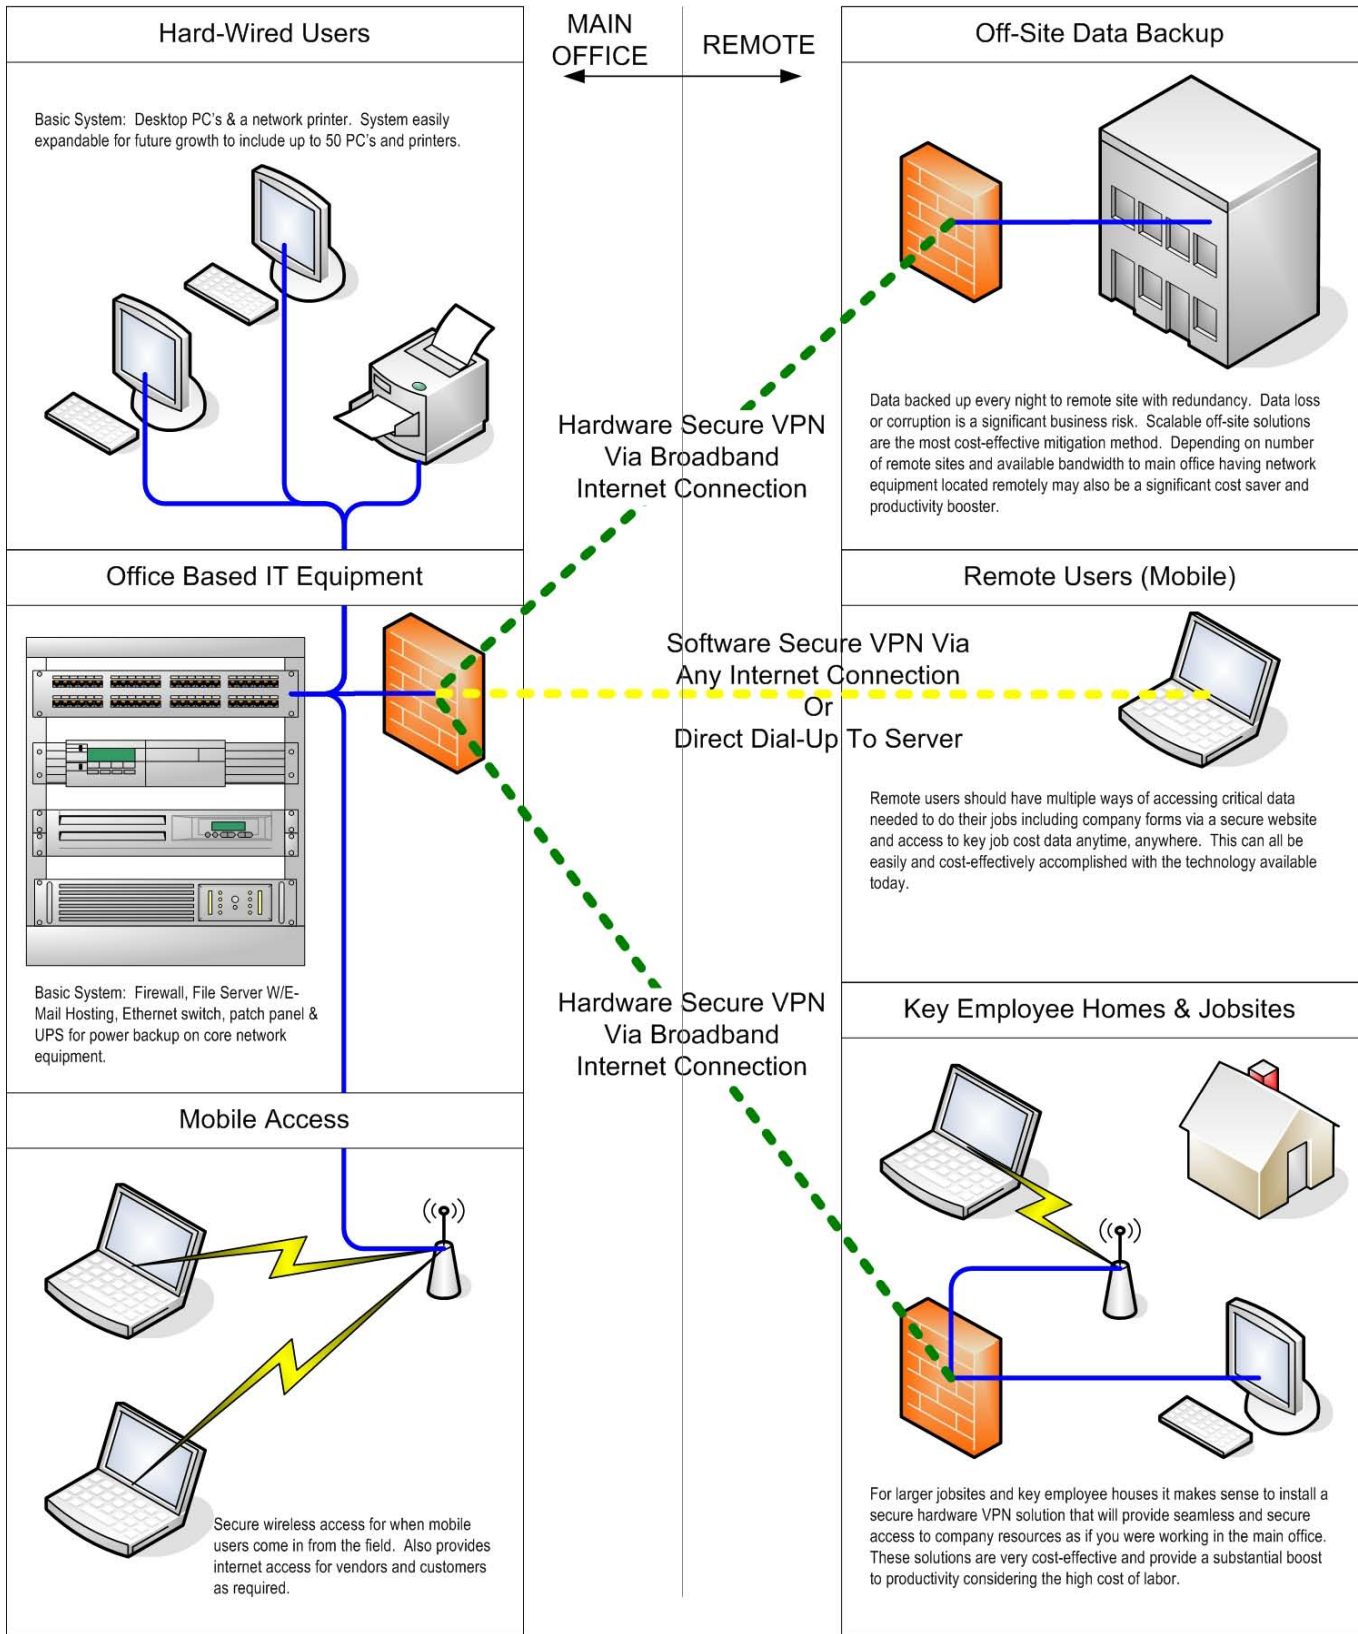 Hard-Wired Users
Basic System:  Desktop PC's & a network printer.  System easily
expandable for future growth to include up to 50 PC's and printers.
MAIN
OFFICE
REMOTE
Off-Site Data Backup
Data backed up every night to remote site with redundancy.  Data loss
or corruption is a significant business risk.  Scalable off-site solutions
are the most cost-effective mitigation method.  Depending on number
of remote sites and available bandwidth to main office having network
equipment located remotely may also be a significant cost saver and
productivity booster.
Hardware Secure VPN
Via Broadband
Internet Connection
Office Based IT Equipment
Basic System:  Firewall, File Server W/E-
Mail Hosting, Ethernet switch, patch panel &
UPS for power backup on core network
equipment.
Software Secure VPN Via
Any Internet Connection
Or
Direct Dial-Up To Server
Remote Users (Mobile)
Remote users should have multiple ways of accessing critical data
needed to do their jobs including company forms via a secure website
and access to key job cost data anytime, anywhere.  This can all be
easily and cost-effectively accomplished with the technology available
today.
Hardware Secure VPN
Via Broadband
Internet Connection
Mobile Access
Secure wireless access for when mobile
users come in from the field.  Also provides
internet access for vendors and customers
as required.
Key Employee Homes & Jobsites
For larger jobsites and key employee houses it makes sense to install a
secure hardware VPN solution that will provide seamless and secure
access to company resources as if you were working in the main office.
These solutions are very cost-effective and provide a substantial boost
to productivity considering the high cost of labor.